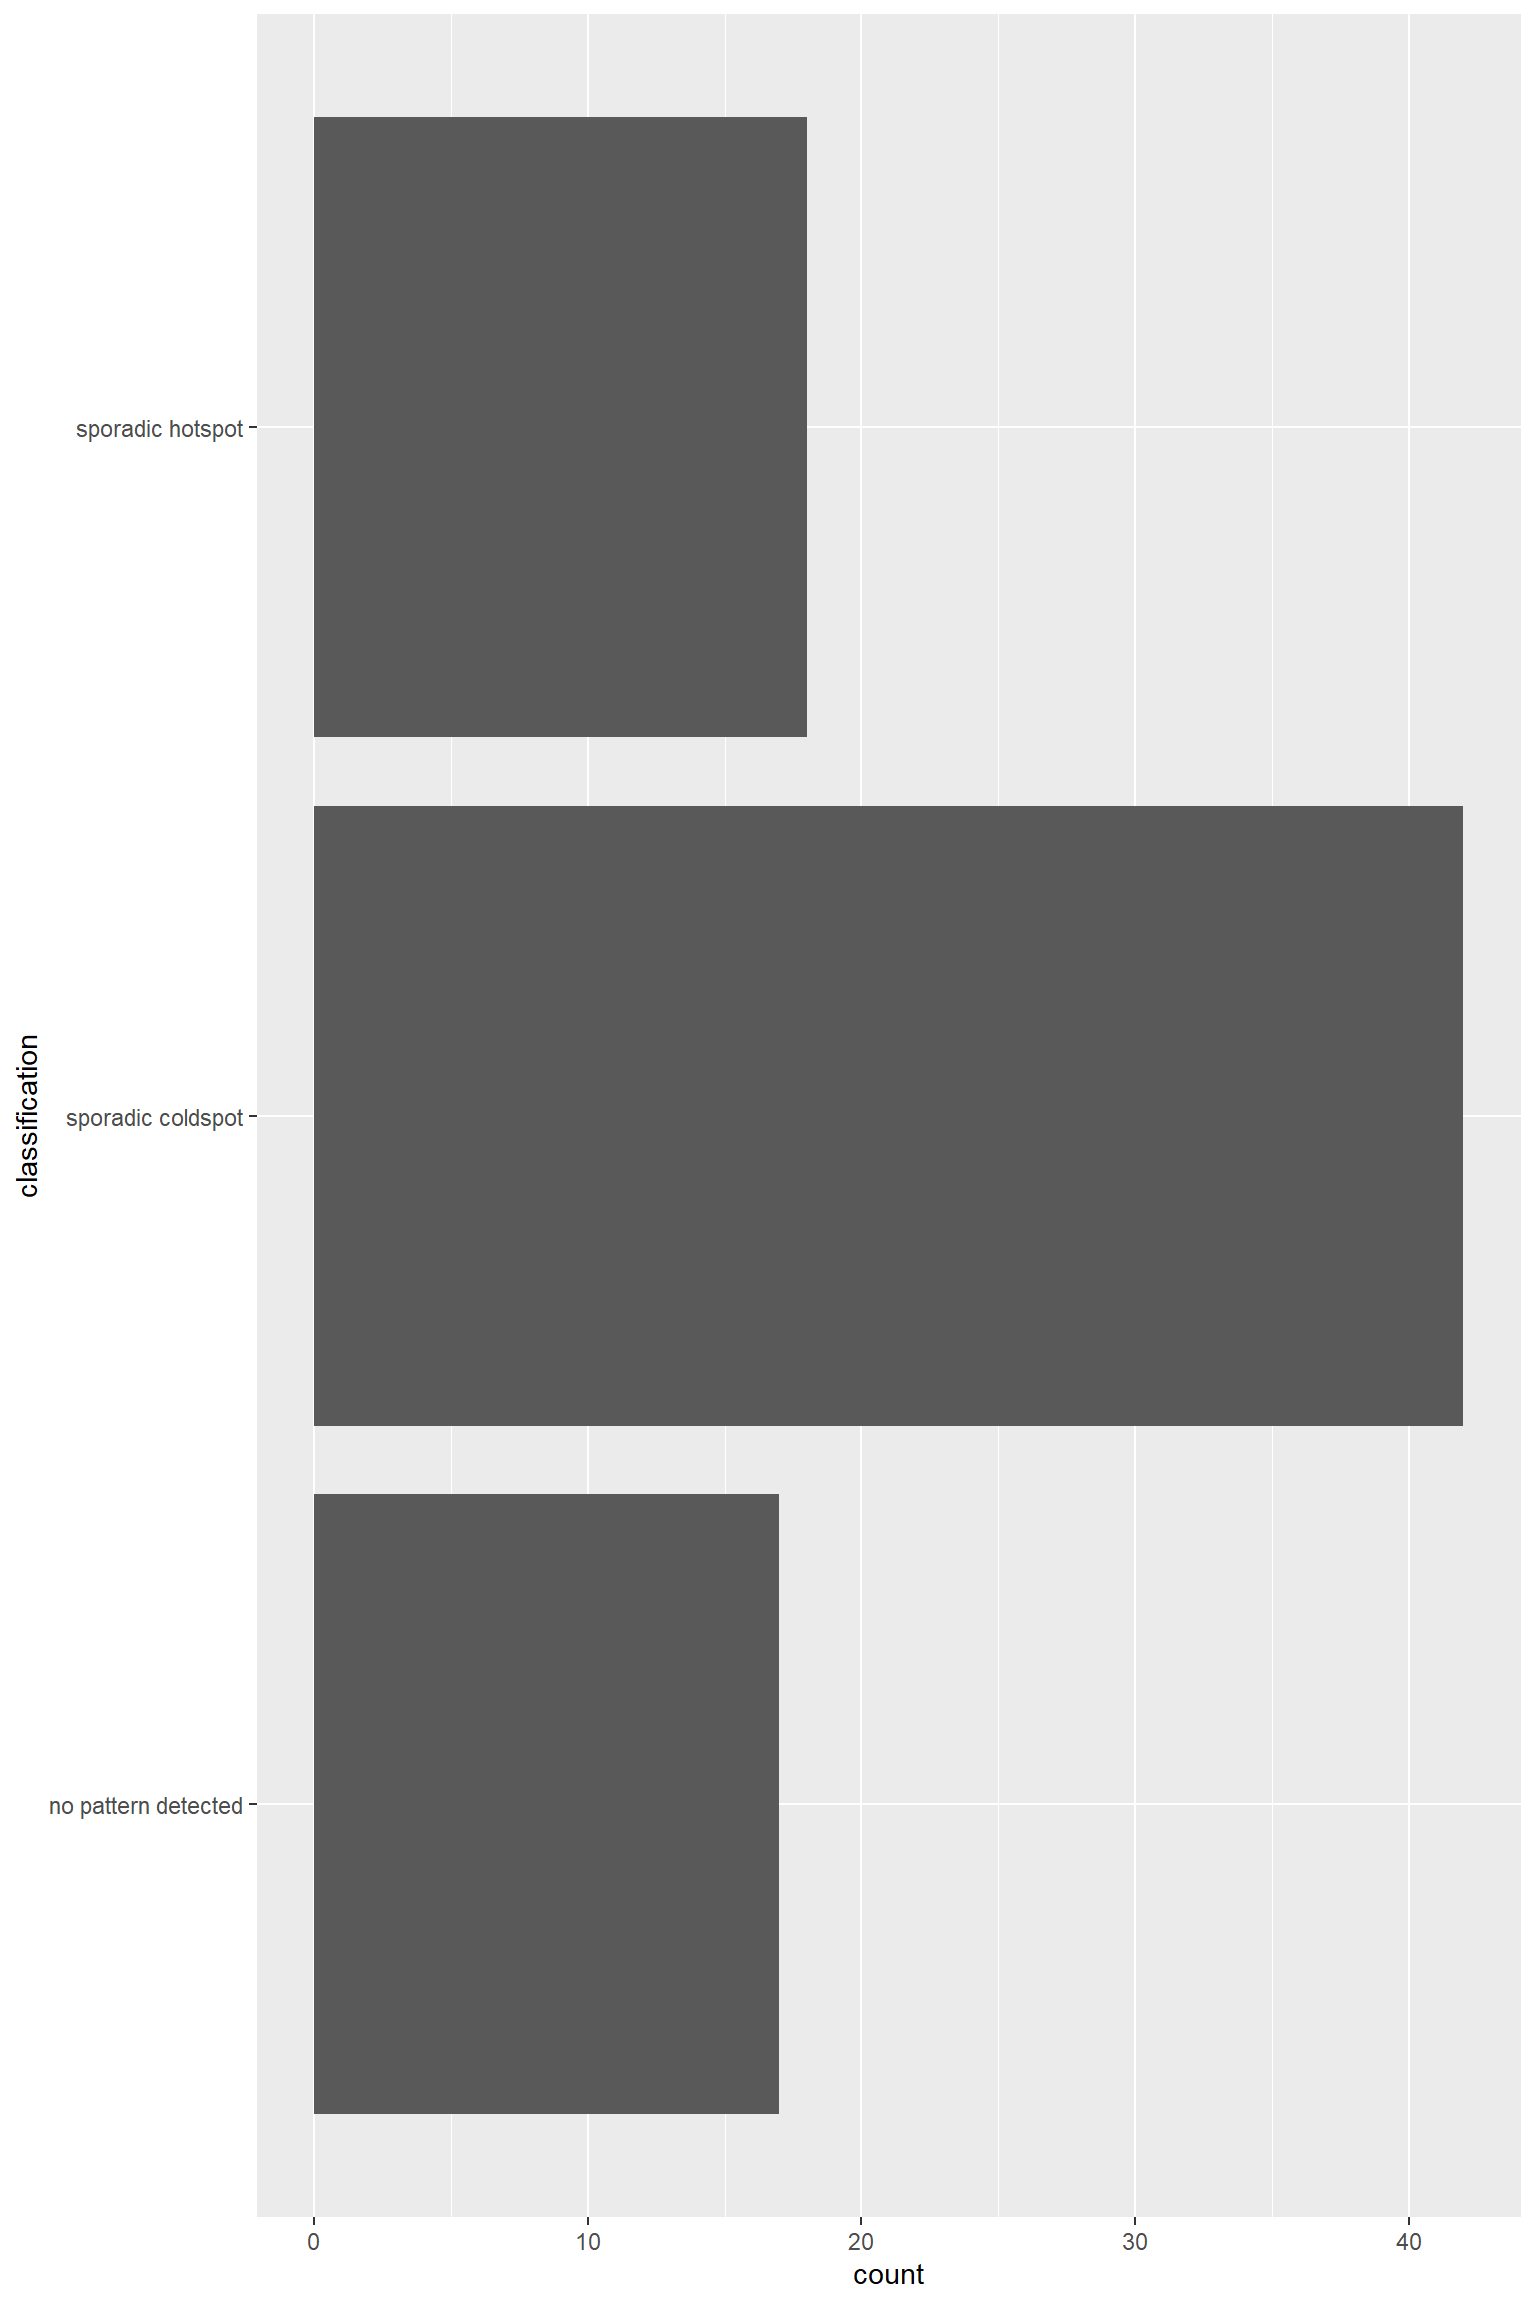 sporadic hotspot
sporadic coldspot
no pattern detected
classification
0 10 20 30 40
count